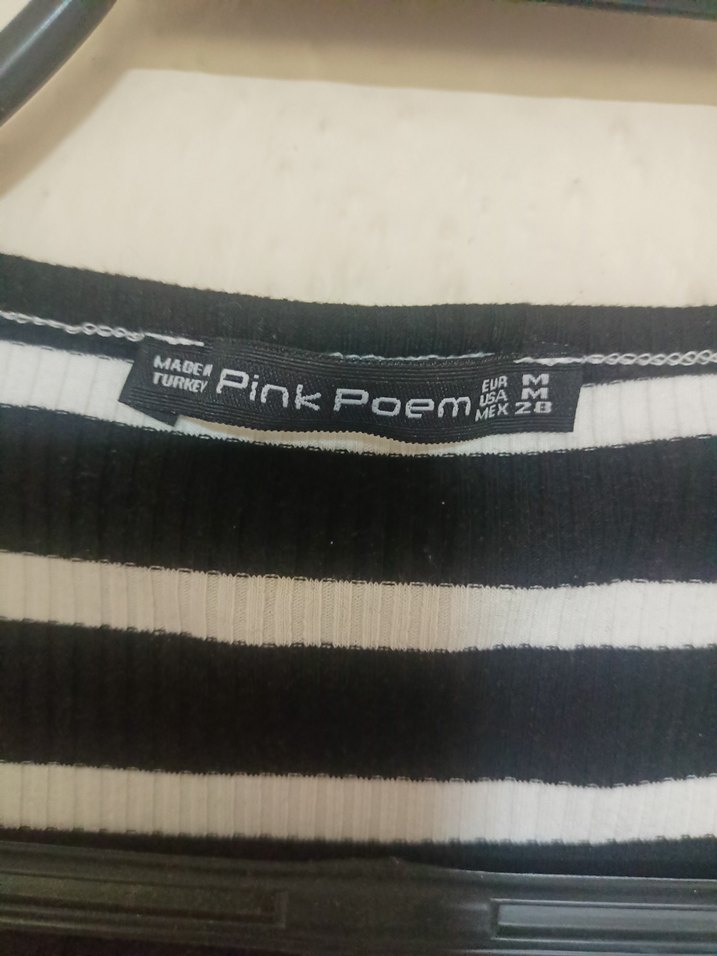 MADE IN
TURKEY
Pink Poem
EUR M
USA M
MEX 28